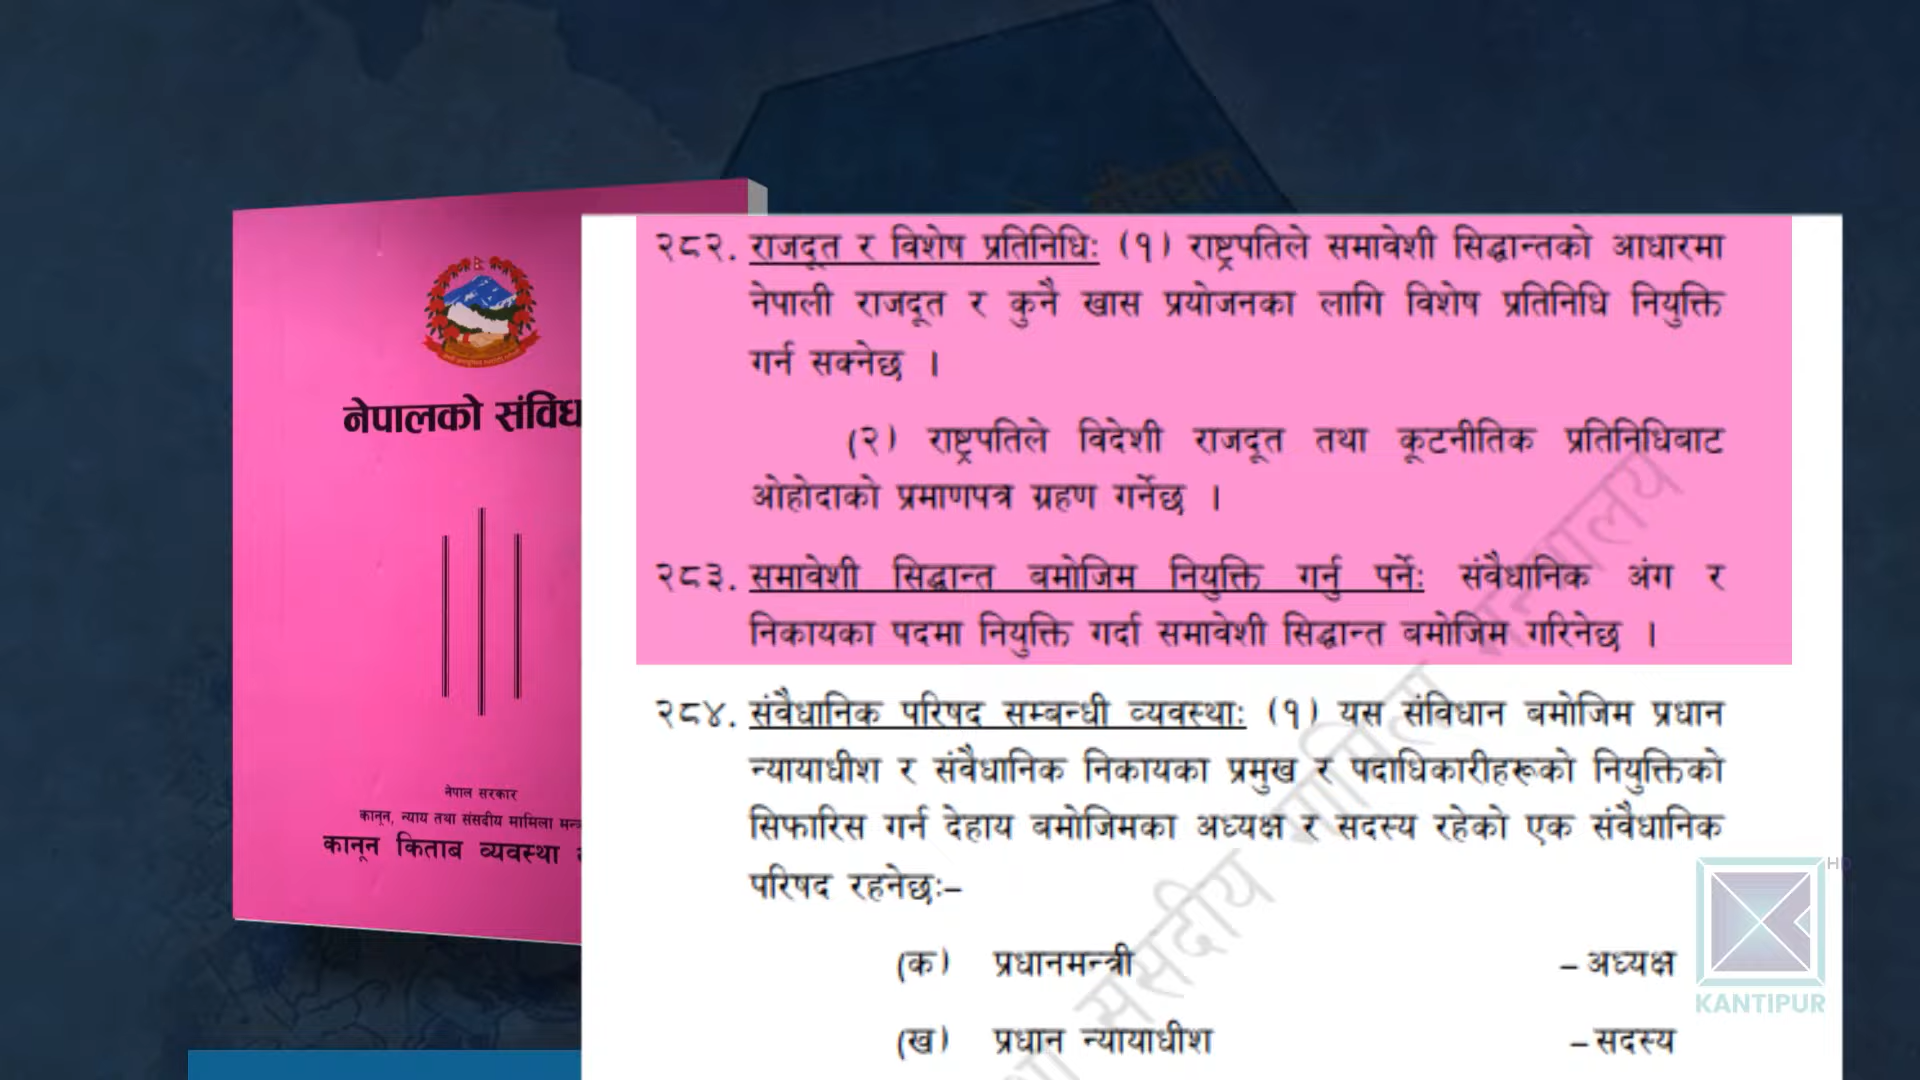 नेपालको
नेपाल सरकार
कानून, न्याय तथा संसदीय मामिला
कानून किताब व्यवस्था
२८२. राजदूत र विशेष प्रतिनिधिः (१) राष्ट्रपतिले समावेशी सिद्धान्तको आधारमा
नेपाली राजदूत र कुनै खास प्रयोजनका लागि विशेष प्रतिनिधि नियुक्ति
गर्न सक्नेछ ।
(२) राष्ट्रपतिले विदेशी राजदूत तथा कूटनीतिक प्रतिनिधिबाट
ओहोदाको प्रमाणपत्र ग्रहण गर्नेछ ।
२८३. समावेशी सिद्धान्त बमोजिम नियुक्ति गर्नु पर्नेः संवैधानिक अंग र
निकायका पदमा नियुक्ति गर्दा समावेशी सिद्धान्त बमोजिम गरिनेछ ।
२८४. संवैधानिक परिषद सम्बन्धी व्यवस्थाः (१) यस संविधान बमोजिम प्रधान
न्यायाधीश र संवैधानिक निकायका प्रमुख र पदाधिकारीहरूको नियुक्तिको
सिफारिस गर्न देहाय बमोजिमका अध्यक्ष र सदस्य रहेको एक संवैधानिक
परिषद रहनेछः–
(क) प्रधानमन्त्री – अध्यक्ष
(ख) प्रधान न्यायाधीश – सदस्य
HD
KANTIPUR